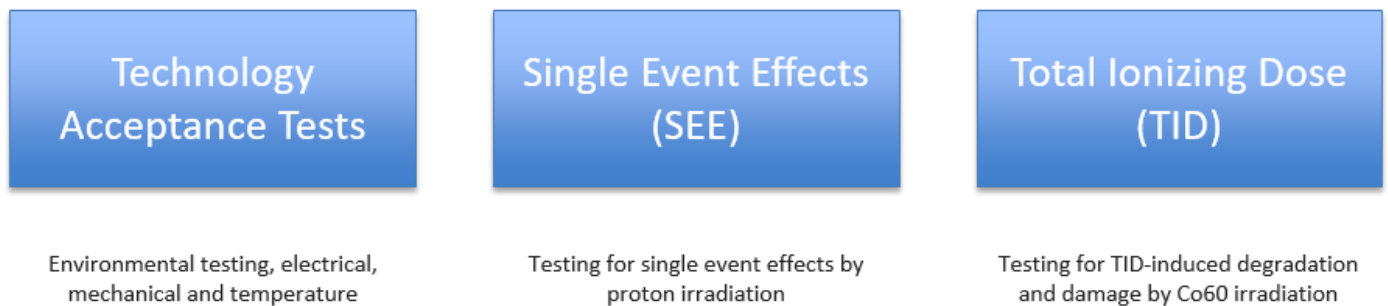 Technology
Acceptance Tests
Single Event Effects
(SEE)
Total Ionizing Dose
(TID)
Environmental testing, electrical,
mechanical and temperature
Testing for single event effects by
proton irradiation
Testing for TID-induced degradation
and damage by Co60 irradiation